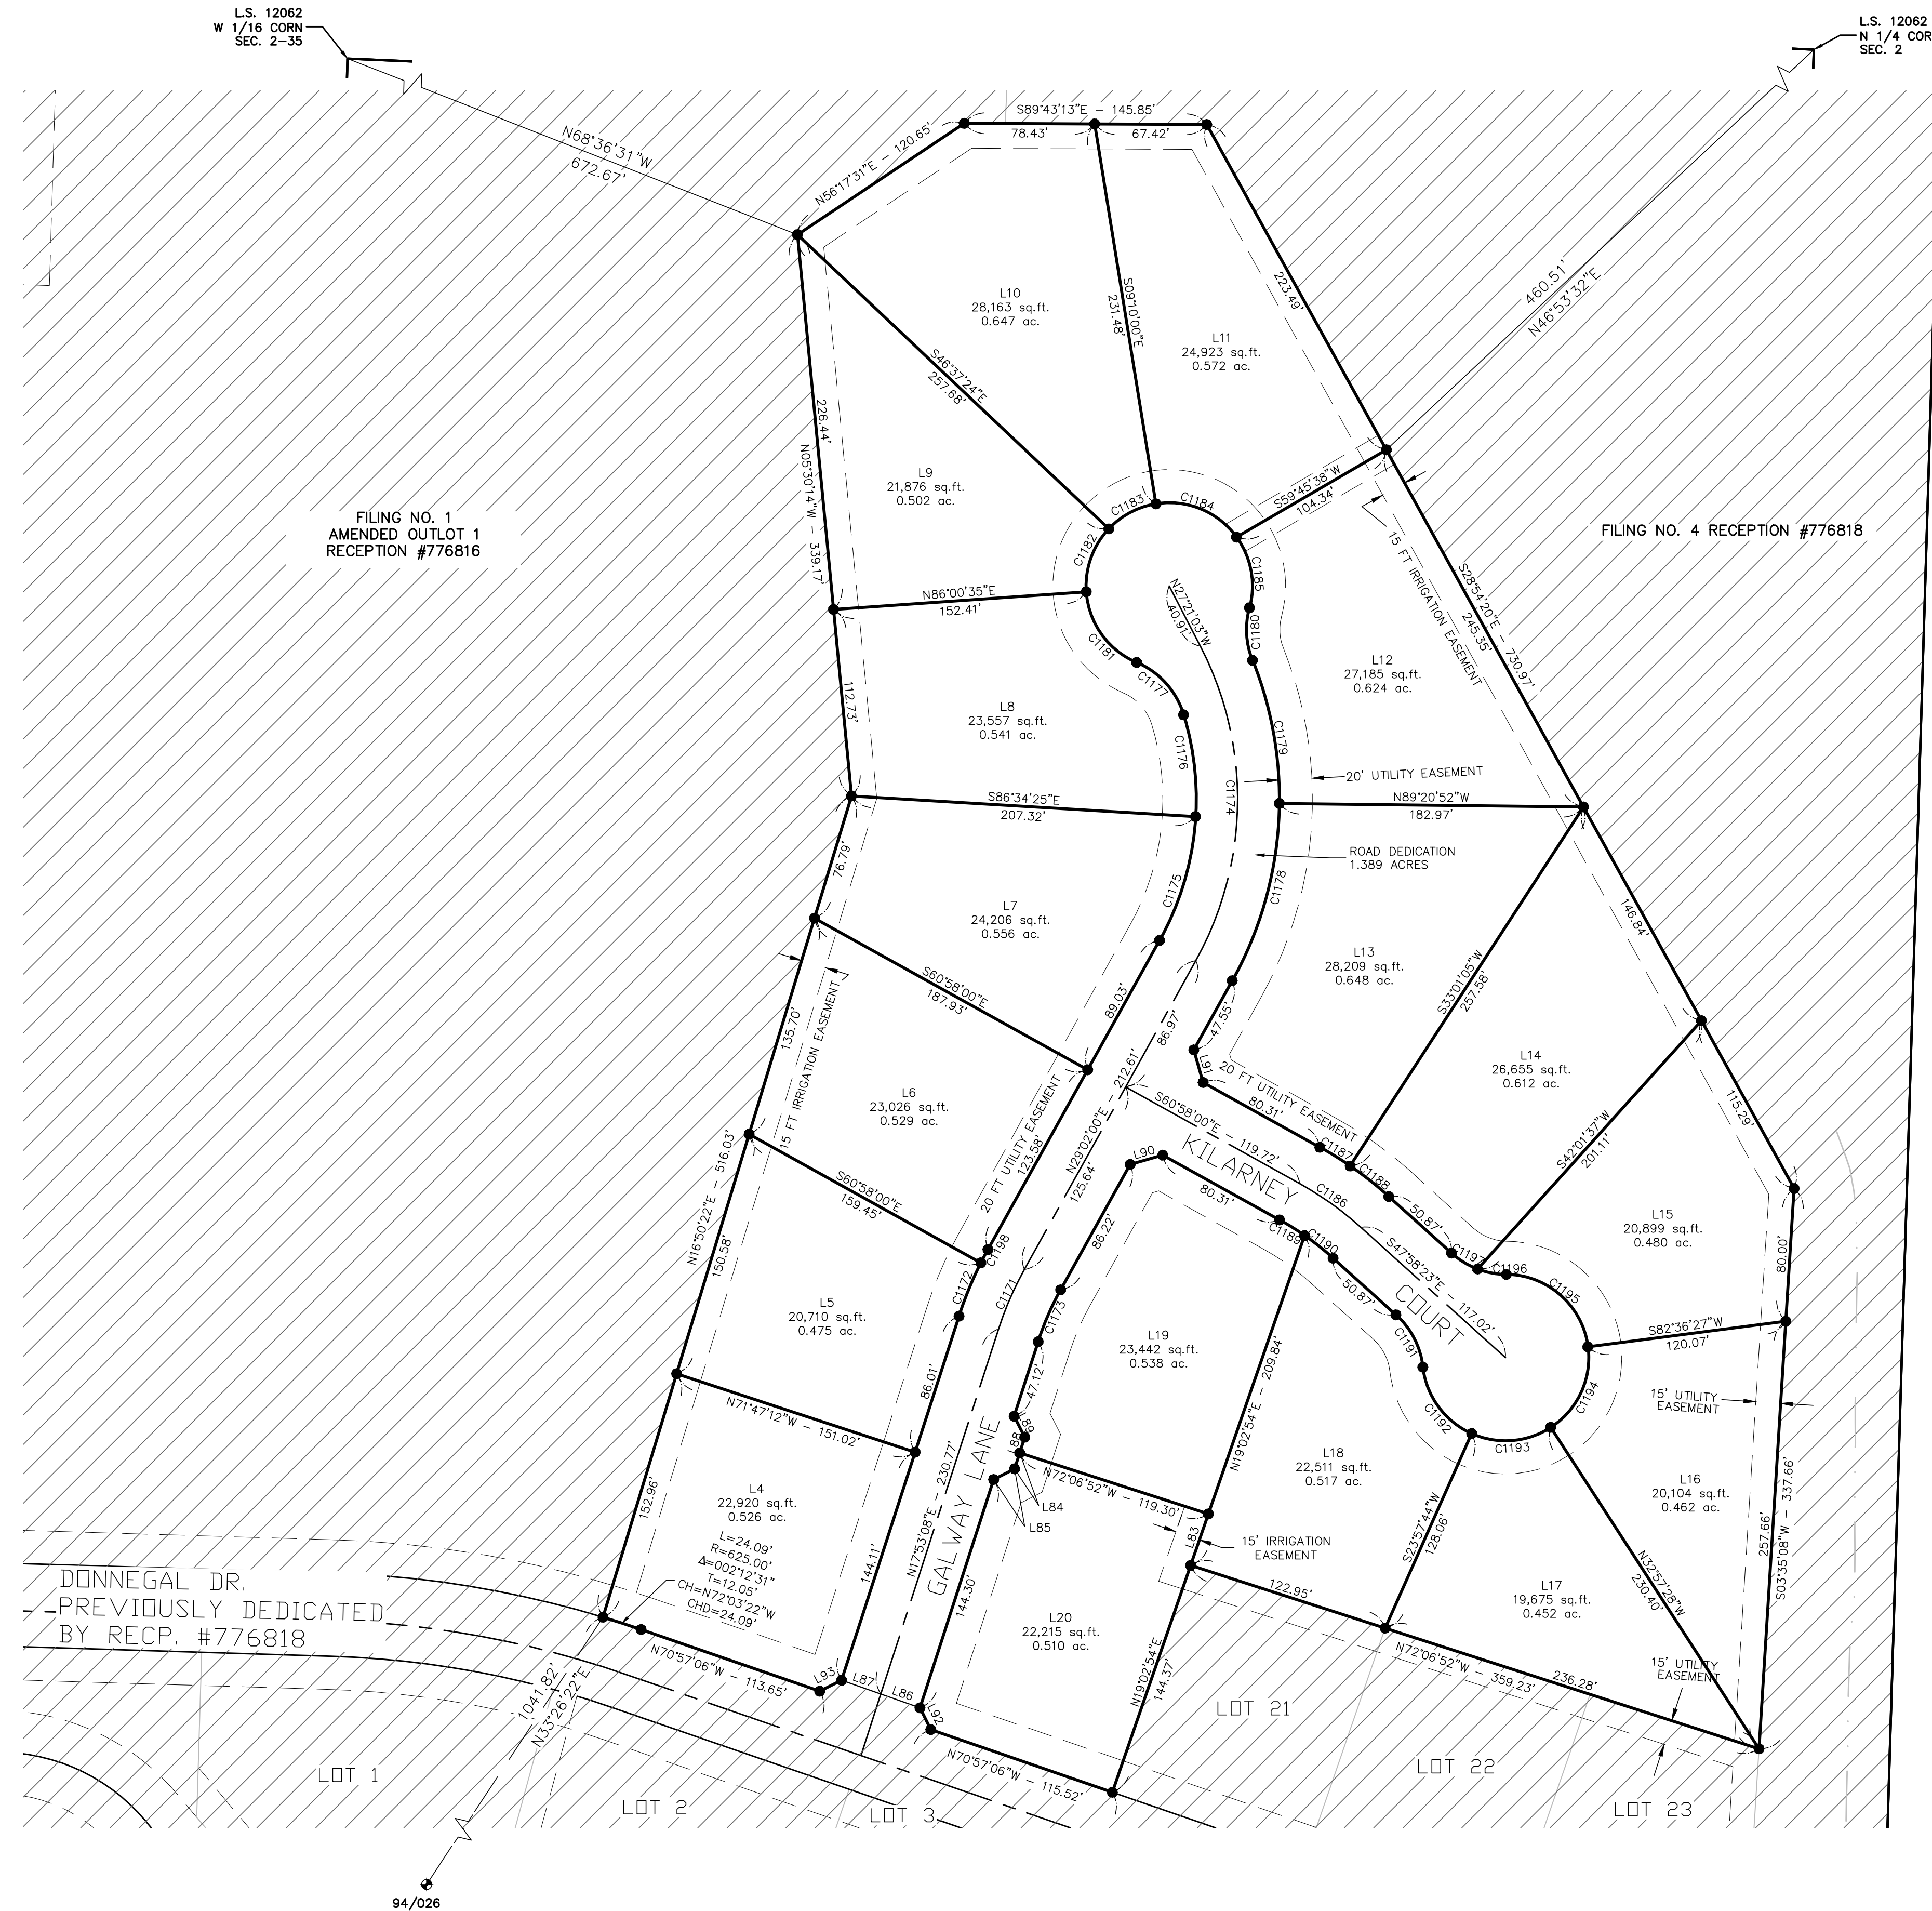 L.S. 12062
W 1/16 CORN
SEC. 2-35
L.S. 12062
N 1/4 COR
SEC. 2
N68°36'31"W
672.67'
N56°17'31"E - 120.65'
S89°43'13"E - 145.85'
78.43'
67.42'
223.49'
460.51'
N46°53'32"E
L10
28,163 sq.ft.
0.647 ac.
S09°10'00"E
231.48'
L11
24,923 sq.ft.
0.572 ac.
S46°37'24"E
257.68'
226.44'
N05°30'14"W - 339.17'
L9
21,876 sq.ft.
0.502 ac.
FILING NO. 1
AMENDED OUTLOT 1
RECEPTION #776816
FILING NO. 4 RECEPTION #776818
S59°45'38"W
104.34'
C1183
C1184
C1182
C1185
15 FT IRRIGATION EASEMENT
S28°54'20"E - 730.97'
245.35'
N86°00'35"E
152.41'
N27°21'03"W
40.91'
C1180
C1181
C1177
L12
27,185 sq.ft.
0.624 ac.
112.73'
L8
23,557 sq.ft.
0.541 ac.
C1176
C1179
C1174
20' UTILITY EASEMENT
S86°34'25"E
207.32'
N89°20'52"W
182.97'
ROAD DEDICATION
1.389 ACRES
76.79'
L7
24,206 sq.ft.
0.556 ac.
C1175
C1178
146.84'
L13
28,209 sq.ft.
0.648 ac.
S33°01'05"W
257.58'
S60°58'00"E
187.93'
89.03'
86.97'
47.55'
135.70'
15 FT IRRIGATION EASEMENT
L91
L14
26,655 sq.ft.
0.612 ac.
20 FT UTILITY EASEMENT
80.31'
115.29'
L6
23,026 sq.ft.
0.529 ac.
20 FT UTILITY EASEMENT
123.58'
N29°02'00"E - 212.61'
125.64'
S60°58'00"E - 119.72'
KILARNEY
COURT
C1187
C1188
S42°01'37"W
201.11'
N16°50'22"E - 516.03'
150.58'
S60°58'00"E
159.45'
L90
80.31'
C1186
50.87'
L15
20,899 sq.ft.
0.480 ac.
80.00'
C1198
86.22'
C1189
C1190
S47°58'23"E - 117.02'
C1197
C1196
C1195
C1172
C1171
C1173
50.87'
L5
20,710 sq.ft.
0.475 ac.
L19
23,442 sq.ft.
0.538 ac.
C1191
S82°36'27"W
120.07'
86.01'
47.12'
N19°02'54"E - 209.84'
C1194
15' UTILITY
EASEMENT
N71°47'12"W - 151.02'
L89
L88
C1192
C1193
L18
22,511 sq.ft.
0.517 ac.
N72°06'52"W - 119.30'
L84
L85
L4
22,920 sq.ft.
0.526 ac.
152.96'
L16
20,104 sq.ft.
0.462 ac.
257.66'
S03°35'08"W - 337.66'
L=24.09'
R=625.00'
Δ=002°12'31"
T=12.05'
CH=N72°03'22"W
CHD=24.09'
144.11'
N17°53'08"E - 230.77'
GALWAY LANE
144.30'
L83
15' IRRIGATION
EASEMENT
S23°57'44"W
128.06'
N32°57'28"W
230.40'
DONNEGAL DR.
PREVIOUSLY DEDICATED
BY RECP. #776818
122.95'
L17
19,675 sq.ft.
0.452 ac.
L20
22,215 sq.ft.
0.510 ac.
N19°02'54"E
144.37'
N70°57'06"W - 113.65'
L93
L87
L86
L92
N72°06'52"W - 359.23'
236.28'
15' UTILITY
EASEMENT
1041.82'
N33°26'22"E
N70°57'06"W - 115.52'
LOT 21
LOT 22
LOT 1
LOT 2
LOT 3
LOT 23
94/026